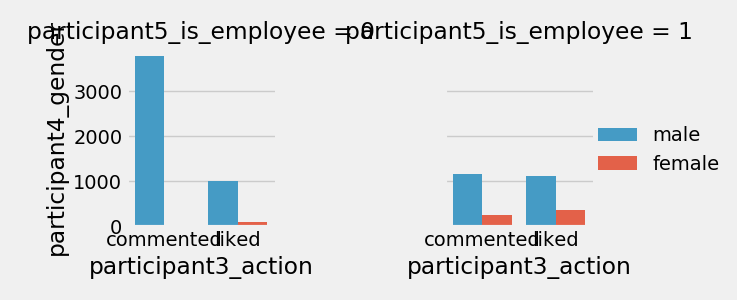 participant5_is_employee = 0
participant5_is_employee = 1
participant4_gender
3000
2000
1000
0
commented
liked
commented
liked
participant3_action
participant3_action
male
female